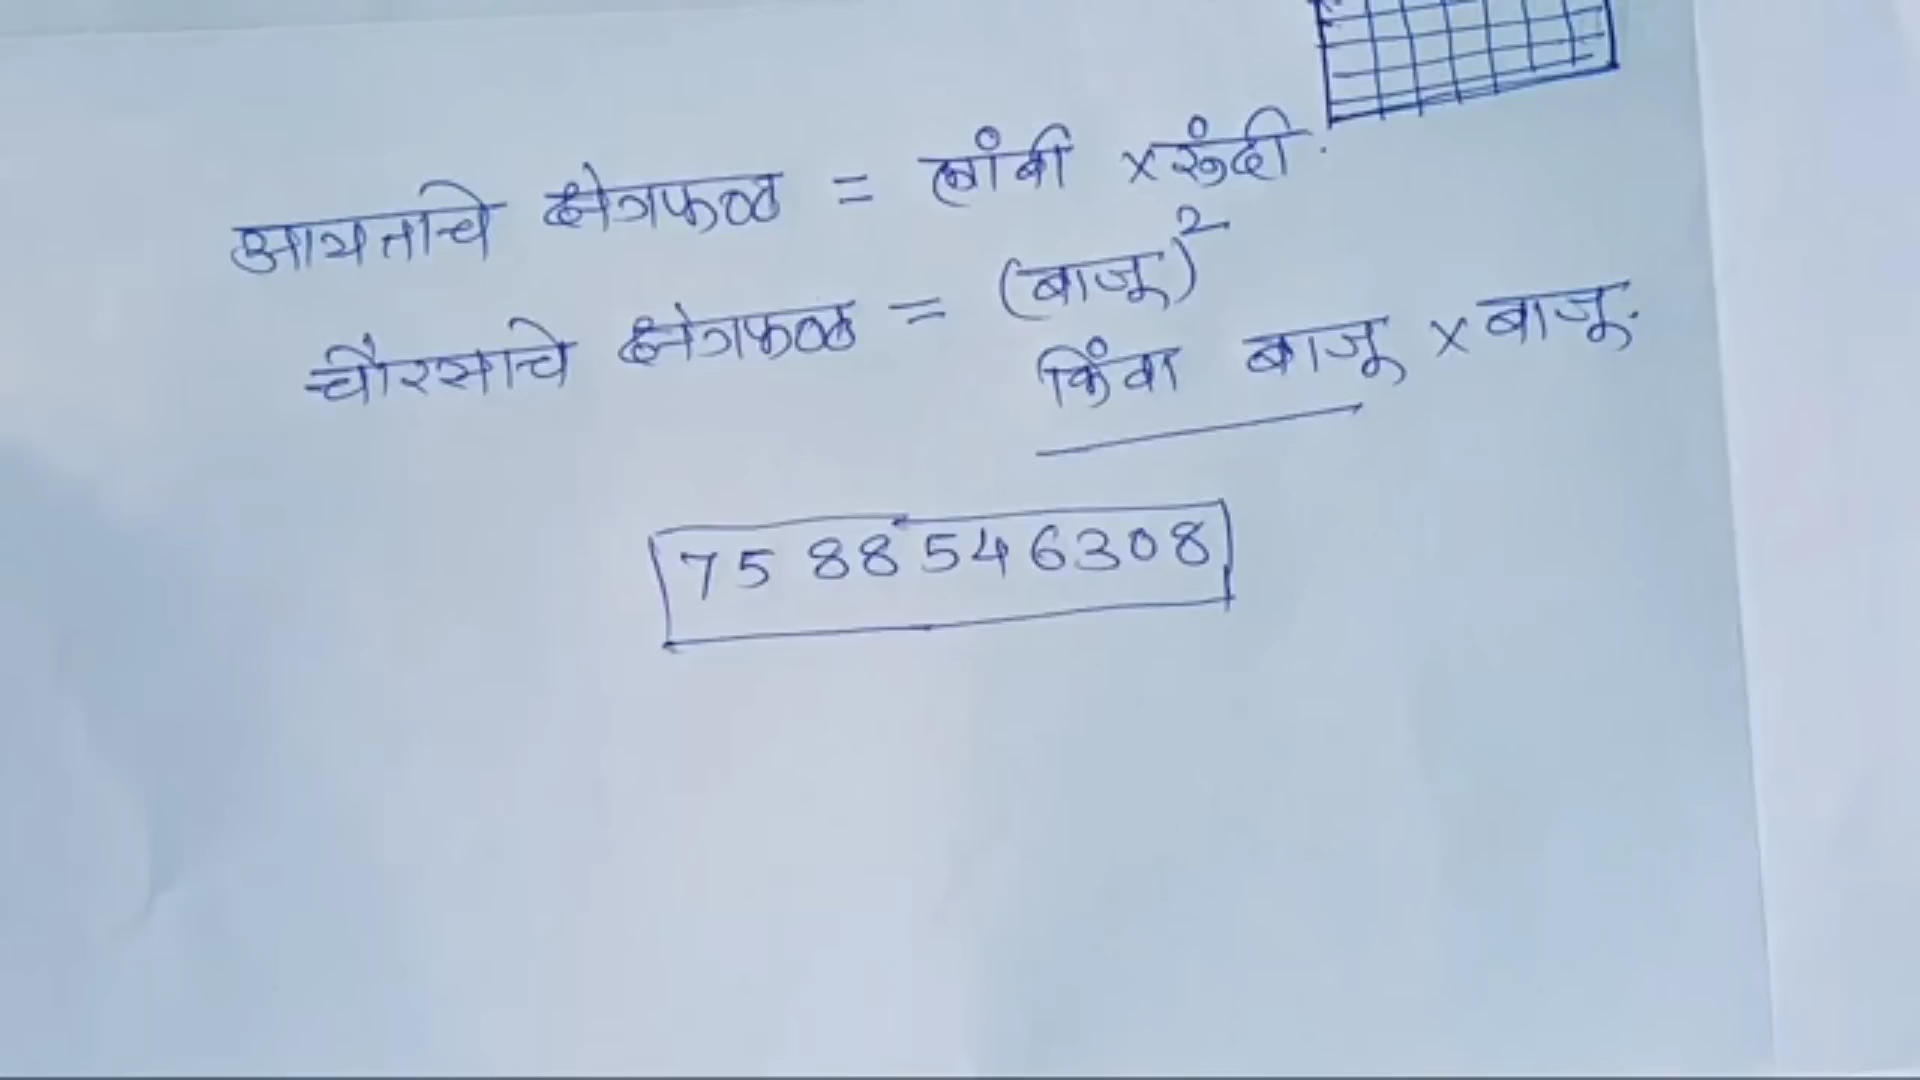 आयताचे क्षेत्रफळ = लांबी × रुंदी.
चौरसाचे क्षेत्रफळ = (बाजू)²
किंवा बाजू × बाजू.
7588546308